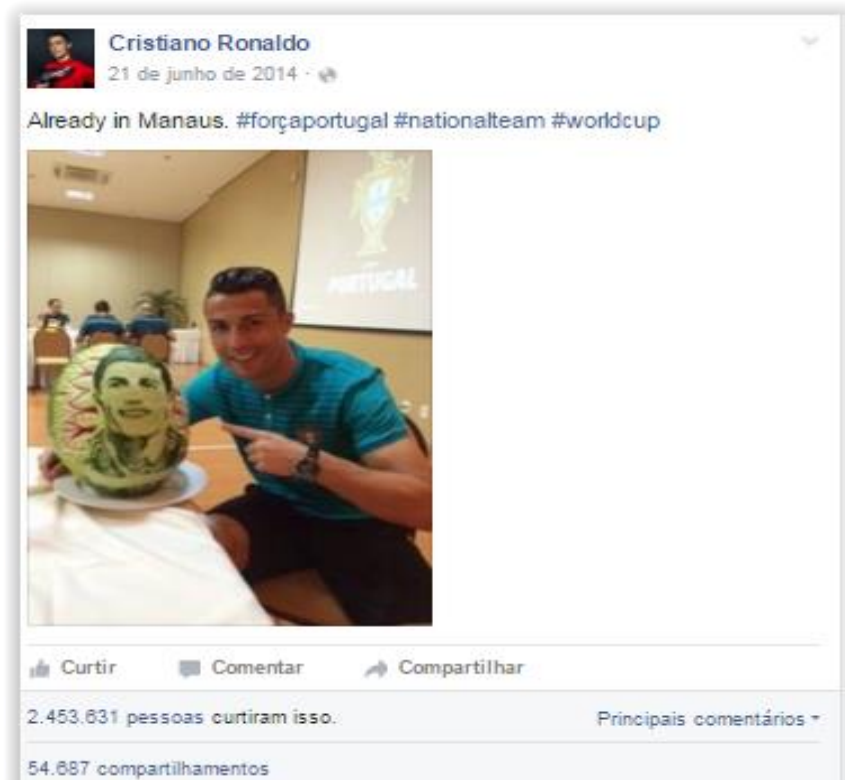 Cristiano Ronaldo
21 de junho de 2014 ·
Already in Manaus. #forçaportugal #nationalteam #worldcup
PORTUGAL
Curtir Comentar Compartilhar
2.453.631 pessoas curtiram isso. Principais comentários
54.687 compartilhamentos